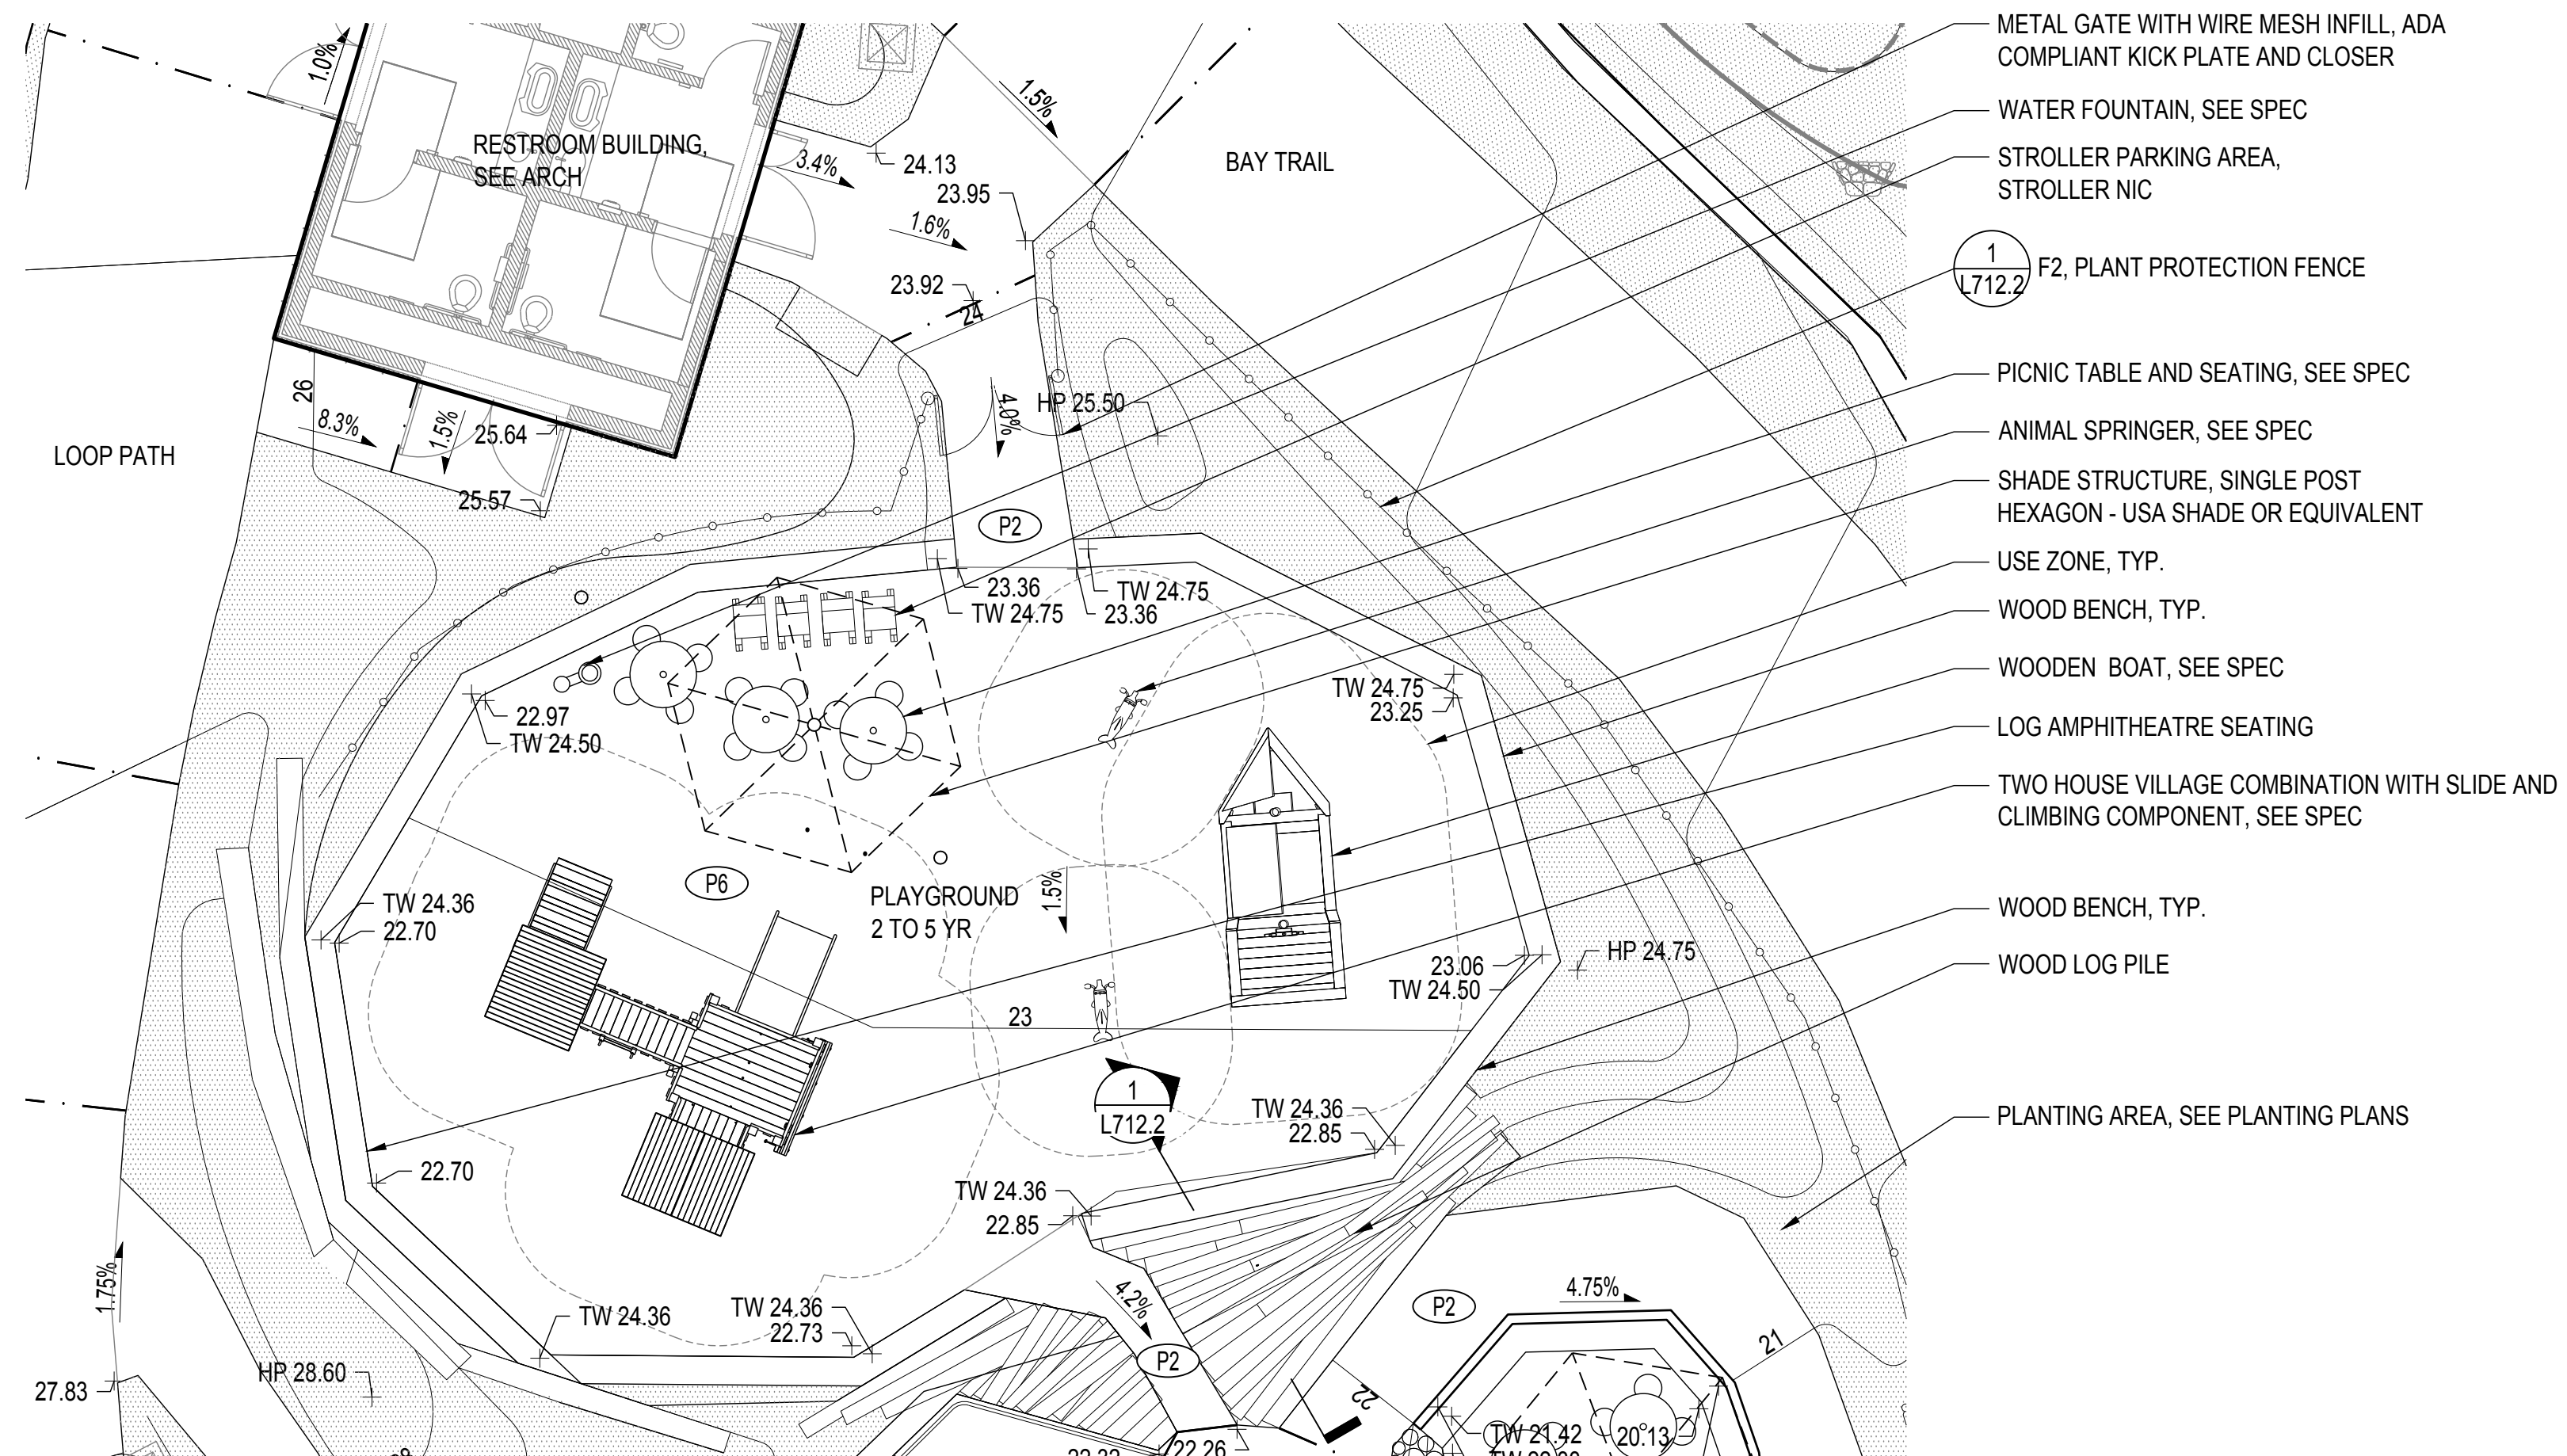 METAL GATE WITH WIRE MESH INFILL, ADA
COMPLIANT KICK PLATE AND CLOSER
WATER FOUNTAIN, SEE SPEC
STROLLER PARKING AREA,
STROLLER NIC
1
L712.2
F2, PLANT PROTECTION FENCE
PICNIC TABLE AND SEATING, SEE SPEC
ANIMAL SPRINGER, SEE SPEC
SHADE STRUCTURE, SINGLE POST
HEXAGON - USA SHADE OR EQUIVALENT
USE ZONE, TYP.
WOOD BENCH, TYP.
WOODEN BOAT, SEE SPEC
LOG AMPHITHEATRE SEATING
TWO HOUSE VILLAGE COMBINATION WITH SLIDE AND
CLIMBING COMPONENT, SEE SPEC
WOOD BENCH, TYP.
WOOD LOG PILE
PLANTING AREA, SEE PLANTING PLANS
1.0%
RESTROOM BUILDING,
SEE ARCH
3.4%
24.13
1.5%
BAY TRAIL
23.95
1.6%
23.92
24
26
8.3%
1.5%
25.64
25.57
LOOP PATH
4.0%
HP 25.50
P2
23.36
TW 24.75
TW 24.75
23.36
22.97
TW 24.50
TW 24.75
23.25
P6
PLAYGROUND
2 TO 5 YR
1.5%
TW 24.36
22.70
23.06
TW 24.50
HP 24.75
23
1
L712.2
TW 24.36
22.85
22.70
TW 24.36
22.85
1.75%
4.2%
TW 24.36
TW 24.36
22.73
P2
P2
4.75%
21
HP 28.60
27.83
22
TW 21.42
20.13
22.26